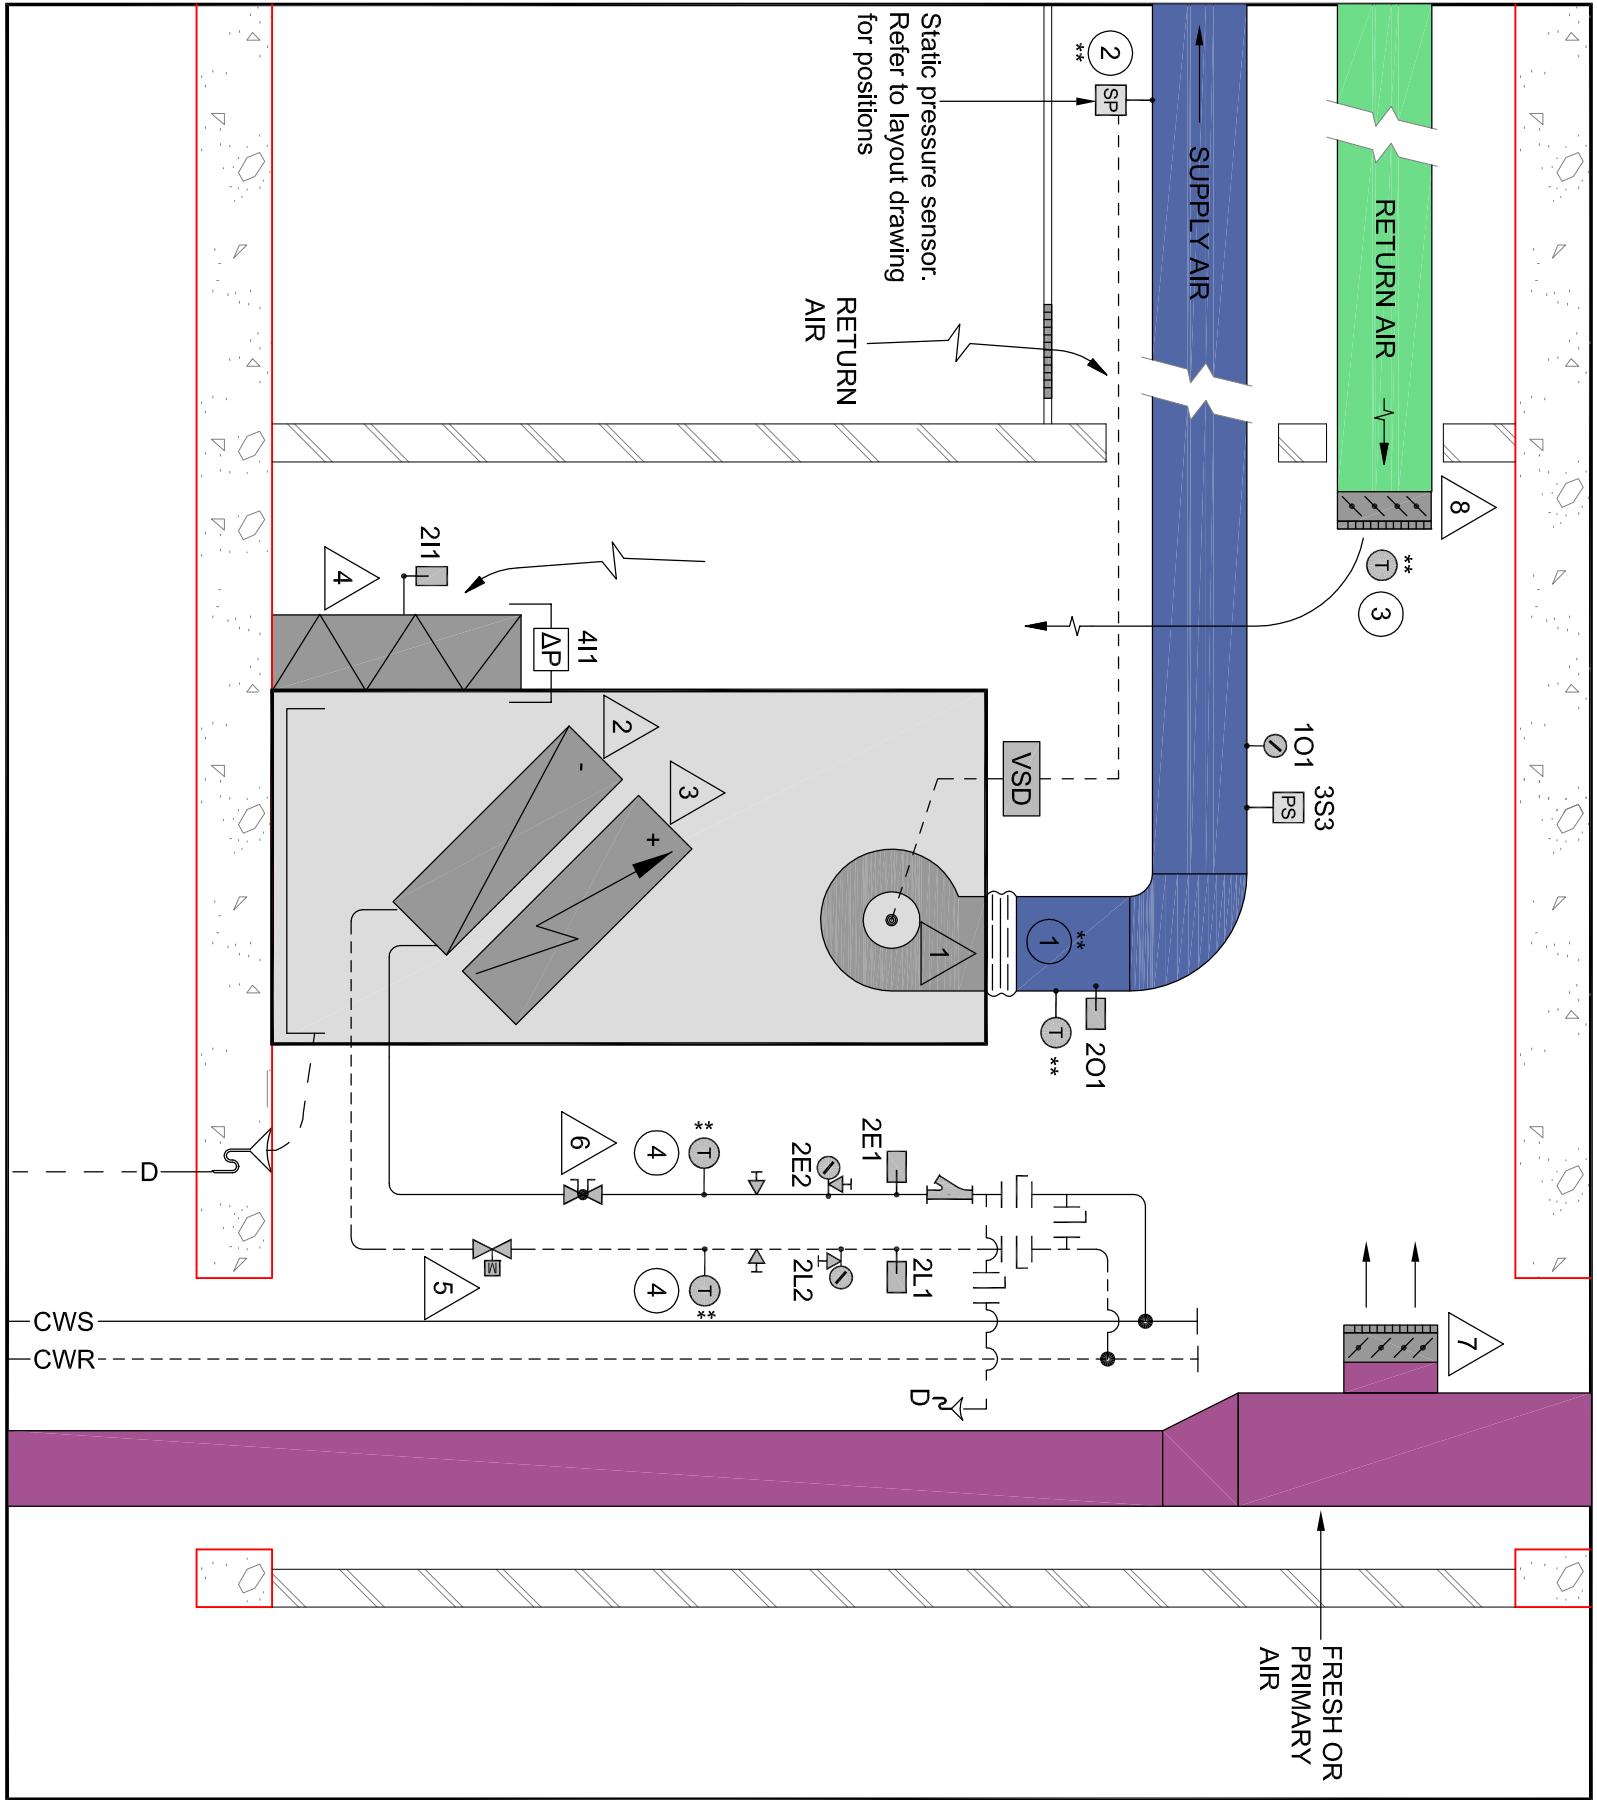 FRESH OR
PRIMARY
AIR
7
8
RETURN AIR
T
**
3
SUPPLY AIR
1O1
3S3
PS
2
**
SP
Static pressure sensor.
Refer to layout drawing
for positions
RETURN
AIR
VSD
1
**
1
2O1
T
**
4I1
ΔP
2I1
4
2
-
3
+
2E1
2E2
T
**
4
6
2L1
2L2
T
**
4
M
5
D
CWS
CWR
D